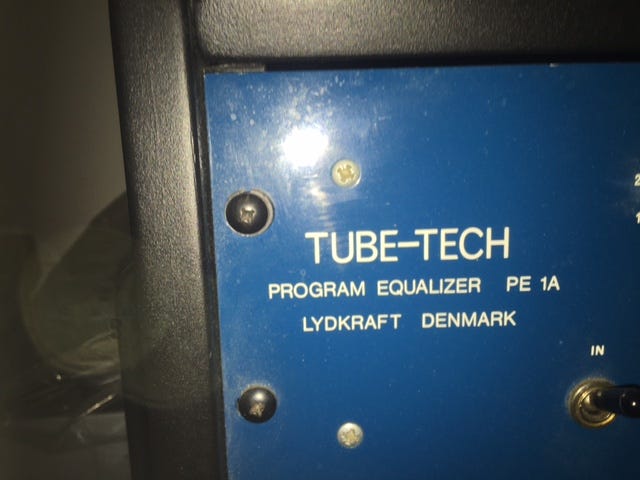 TUBE-TECH
PROGRAM EQUALIZER PE 1A
LYDKRAFT DENMARK
IN